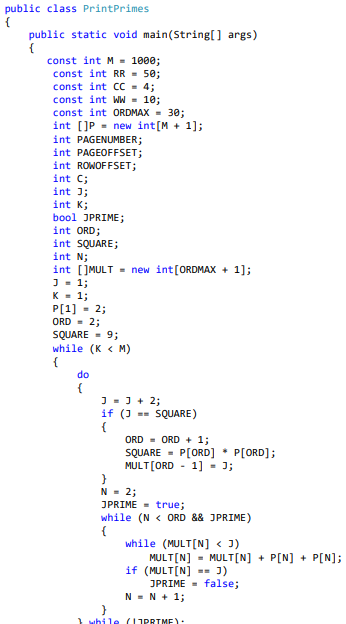 public class PrintPrimes
{
public static void main(String[] args)
{
const int M = 1000;
const int RR = 50;
const int CC = 4;
const int WW = 10;
const int ORDMAX = 30;
int []P = new int[M + 1];
int PAGENUMBER;
int PAGEOFFSET;
int ROWOFFSET;
int C;
int J;
int K;
bool JPRIME;
int ORD;
int SQUARE;
int N;
int []MULT = new int[ORDMAX + 1];
J = 1;
K = 1;
P[1] = 2;
ORD = 2;
SQUARE = 9;
while (K < M)
{
do
{
J = J + 2;
if (J == SQUARE)
{
ORD = ORD + 1;
SQUARE = P[ORD] * P[ORD];
MULT[ORD - 1] = J;
}
N = 2;
JPRIME = true;
while (N < ORD && JPRIME)
{
while (MULT[N] < J)
MULT[N] = MULT[N] + P[N] + P[N];
if (MULT[N] == J)
JPRIME = false;
N = N + 1;
}
} while (!JPRIME);